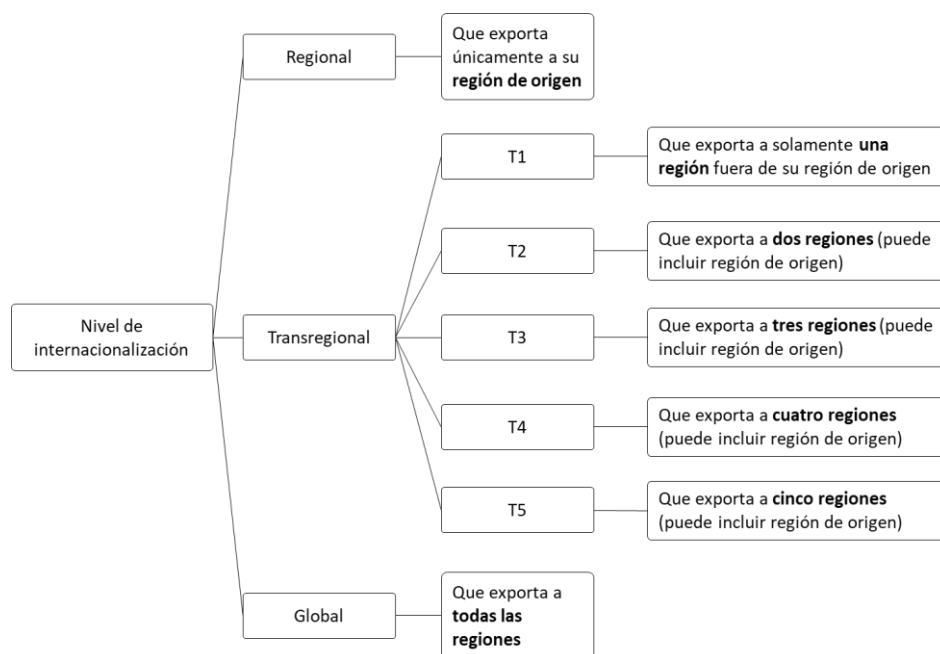 Regional
Que exporta
únicamente a su
región de origen
T1
Que exporta a solamente una
región fuera de su región de origen
T2
Que exporta a dos regiones (puede
incluir región de origen)
Nivel de
internacionalización
Transregional
T3
Que exporta a tres regiones (puede
incluir región de origen)
T4
Que exporta a cuatro regiones
(puede incluir región de origen)
T5
Que exporta a cinco regiones
(puede incluir región de origen)
Global
Que exporta a
todas las
regiones